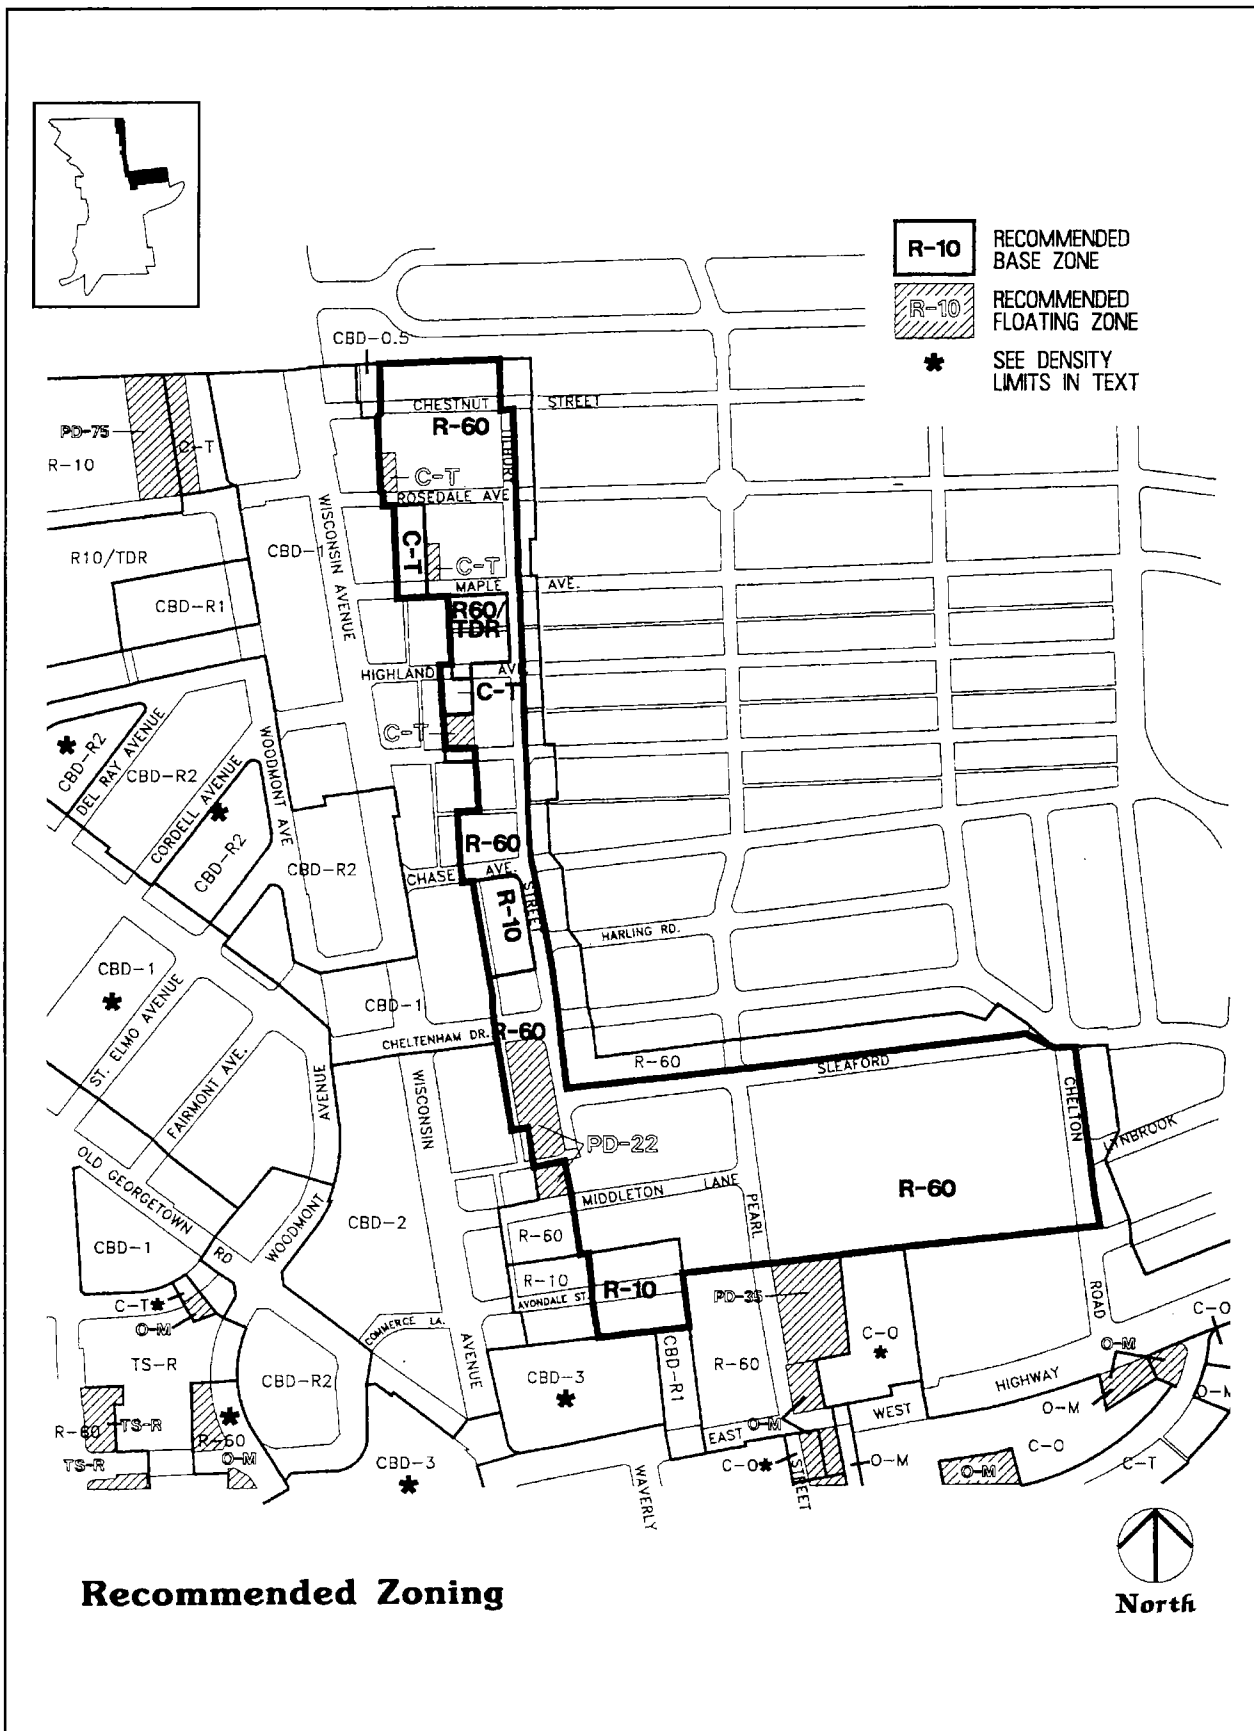 R-10
RECOMMENDED
BASE ZONE
R-10
RECOMMENDED
FLOATING ZONE
*
SEE DENSITY
LIMITS IN TEXT
CBD-0.5
CHESTNUT STREET
R-60
PD-75
C-T
R-10
C-T
ROSEDALE AVE
WISCONSIN AVENUE
CBD-1
R10/TDR
C-T
C-T
MAPLE AVE.
CBD-R1
R60/
TDR
HIGHLAND AVE
C-T
C-T
WOODMONT AVE
*
CBD-R2
DEL RAY AVENUE
CBD-R2
CORDELL AVENUE
*
CBD-R2
CBD-R2
R-60
CHASE AVE.
STREET
R-10
HARLING RD.
CBD-1
*
ST. ELMO AVENUE
CBD-1
R-60
CHELTENHAM DR.
R-60
SLEAFORD
FAIRMONT AVE.
AVENUE
WISCONSIN
CHELTON
LYNBROOK
PD-22
OLD GEORGETOWN RD
MIDDLETON LANE
PEARL
R-60
WOODMONT
CBD-2
R-60
CBD-1
R-10
R-10
AVONDALE ST.
PD-35
ROAD
C-T*
O-M
COMMERCE LA.
C-O
*
C-O
O-M
TS-R
AVENUE
CBD-R1
R-60
CBD-R2
CBD-3
*
HIGHWAY
O-M
O-M
WEST
R-60
TS-R
*
R-60
O-M
EAST
C-O
TS-R
O-M
CBD-3
*
C-O*
STREET
O-M
O-M
C-T
WAVERLY
Recommended Zoning
North